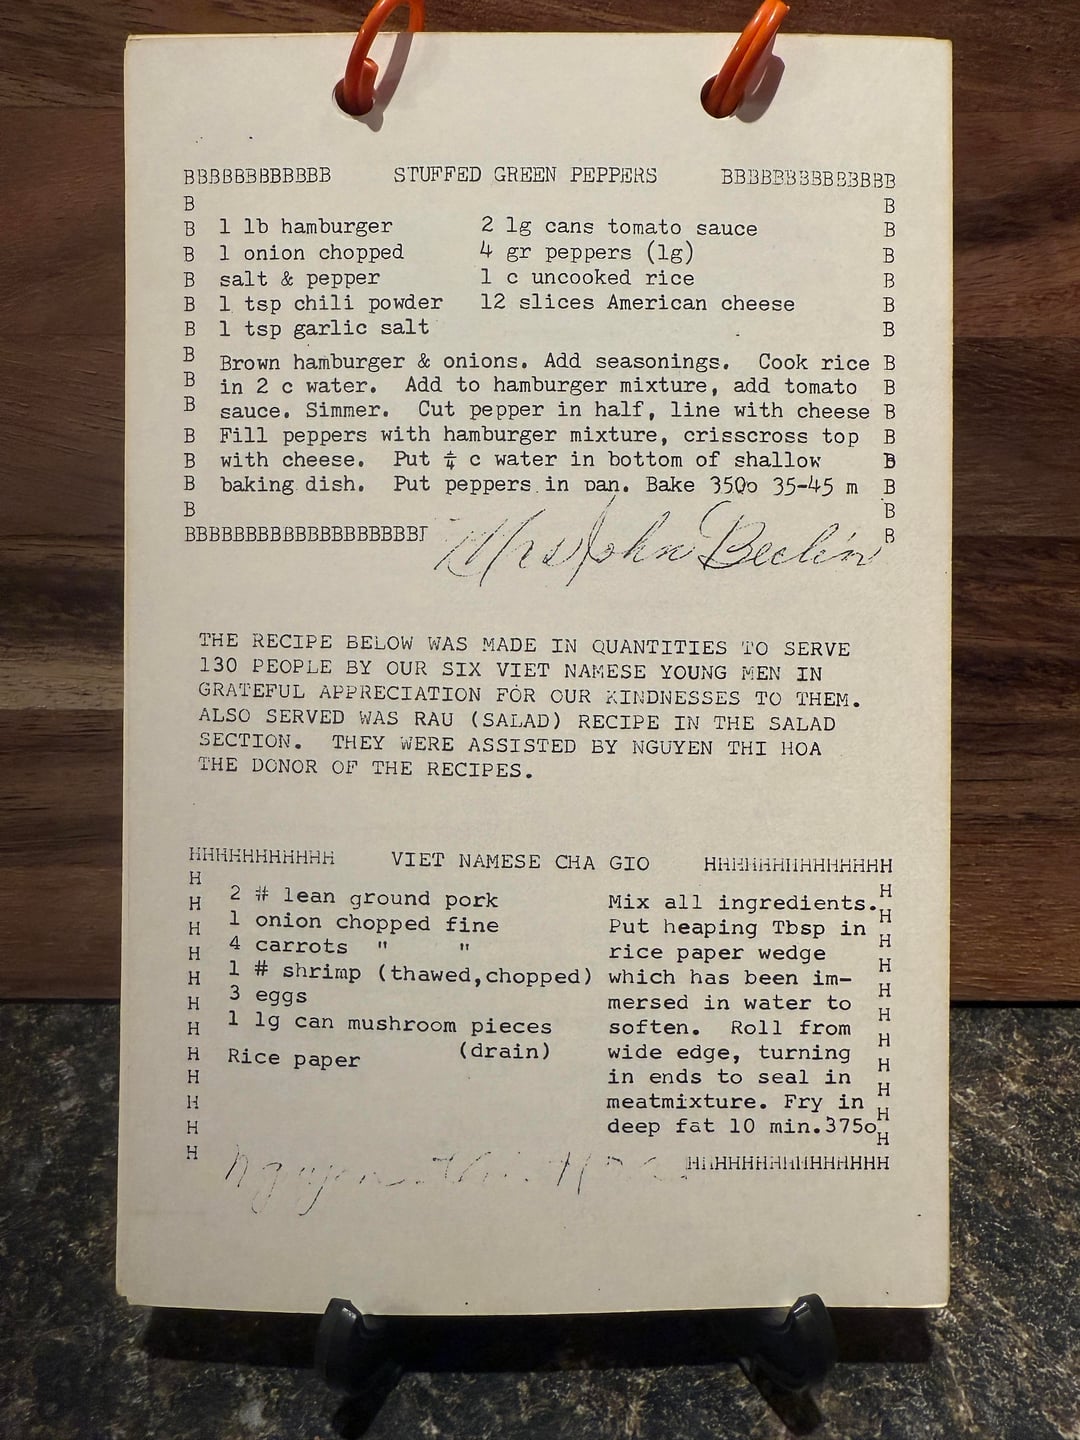 BBBBBBBBBBBB STUFFED GREEN PEPPERS BBBBBBBBBBBBBB
B B
B 1 lb hamburger 2 lg cans tomato sauce B
B 1 onion chopped 4 gr peppers (lg) B
B salt & pepper 1 c uncooked rice B
B 1 tsp chili powder 12 slices American cheese B
B 1 tsp garlic salt B
B Brown hamburger & onions. Add seasonings. Cook rice B
B in 2 c water. Add to hamburger mixture, add tomato B
B sauce. Simmer. Cut pepper in half, line with cheese B
B Fill peppers with hamburger mixture, crisscross top B
B with cheese. Put ¼ c water in bottom of shallow B
B baking dish. Put peppers in pan. Bake 350o 35-45 m B
B B
BBBBBBBBBBBBBBBBBBBB Mrs John Beclin B
THE RECIPE BELOW WAS MADE IN QUANTITIES TO SERVE
130 PEOPLE BY OUR SIX VIET NAMESE YOUNG MEN IN
GRATEFUL APPRECIATION FOR OUR KINDNESSES TO THEM.
ALSO SERVED WAS RAU (SALAD) RECIPE IN THE SALAD
SECTION. THEY WERE ASSISTED BY NGUYEN THI HOA
THE DONOR OF THE RECIPES.
HHHHHHHHHHHH VIET NAMESE CHA GIO HHHHHHHHHHHHHHH
H H
H 2 # lean ground pork Mix all ingredients. H
H 1 onion chopped fine Put heaping Tbsp in H
H 4 carrots " " rice paper wedge H
H 1 # shrimp (thawed,chopped) which has been im- H
H 3 eggs mersed in water to H
H 1 lg can mushroom pieces soften. Roll from H
H (drain) wide edge, turning H
H Rice paper in ends to seal in H
H meatmixture. Fry in H
H deep fat 10 min.375o H
H Nguyen Thi Hoa HHHHHHHHHHHHHHHH